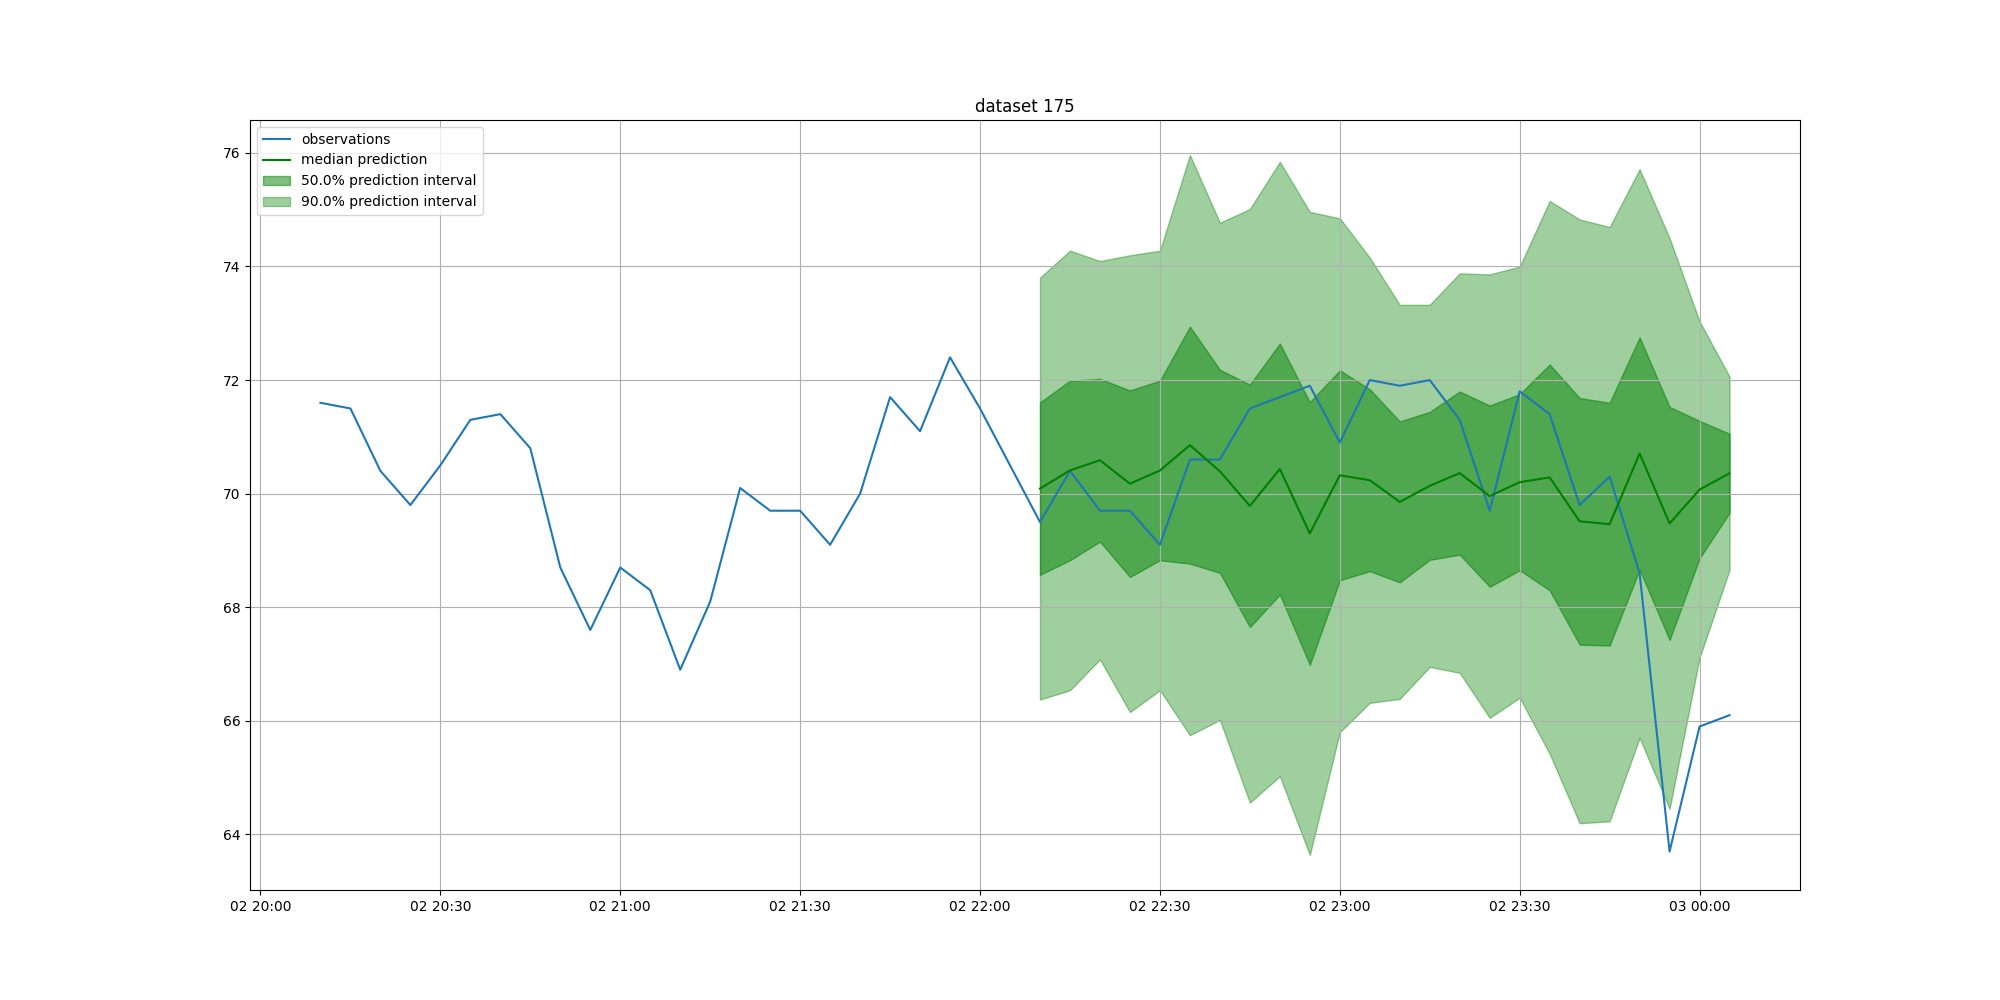 dataset 175
observations
median prediction
50.0% prediction interval
90.0% prediction interval
76
74
72
70
68
66
64
02 20:00 02 20:30 02 21:00 02 21:30 02 22:00 02 22:30 02 23:00 02 23:30 03 00:00